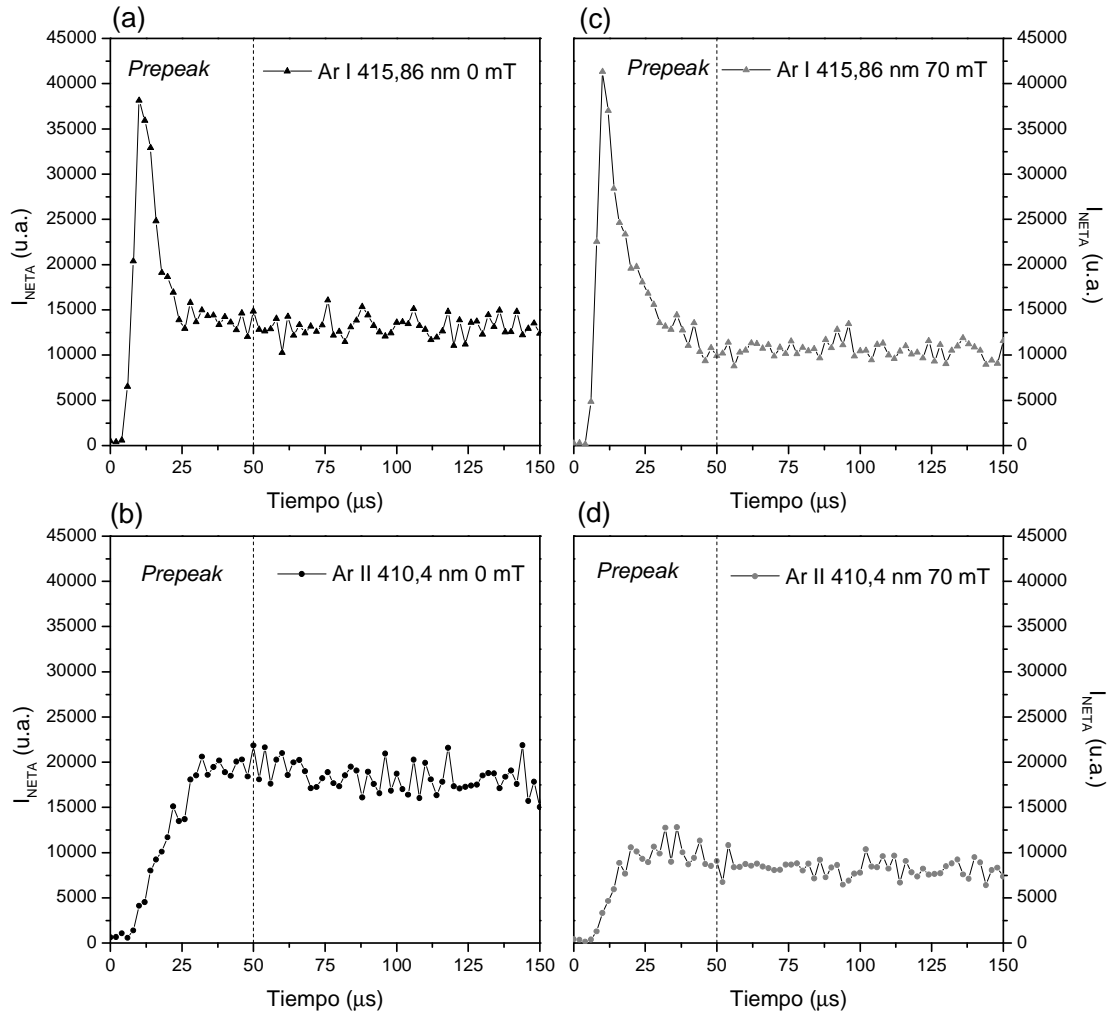 (a)
45000
40000
35000
30000
25000
20000
15000
10000
5000
0
I_NETA (u.a.)
Prepeak
Ar I 415,86 nm 0 mT
0 25 50 75 100 125 150
Tiempo (μs)
(c)
Prepeak
Ar I 415,86 nm 70 mT
45000
40000
35000
30000
25000
20000
15000
10000
5000
0
I_NETA (u.a.)
0 25 50 75 100 125 150
Tiempo (μs)
(b)
45000
40000
35000
30000
25000
20000
15000
10000
5000
0
I_NETA (u.a.)
Prepeak
Ar II 410,4 nm 0 mT
0 25 50 75 100 125 150
Tiempo (μs)
(d)
Prepeak
Ar II 410,4 nm 70 mT
45000
40000
35000
30000
25000
20000
15000
10000
5000
0
I_NETA (u.a.)
0 25 50 75 100 125 150
Tiempo (μs)